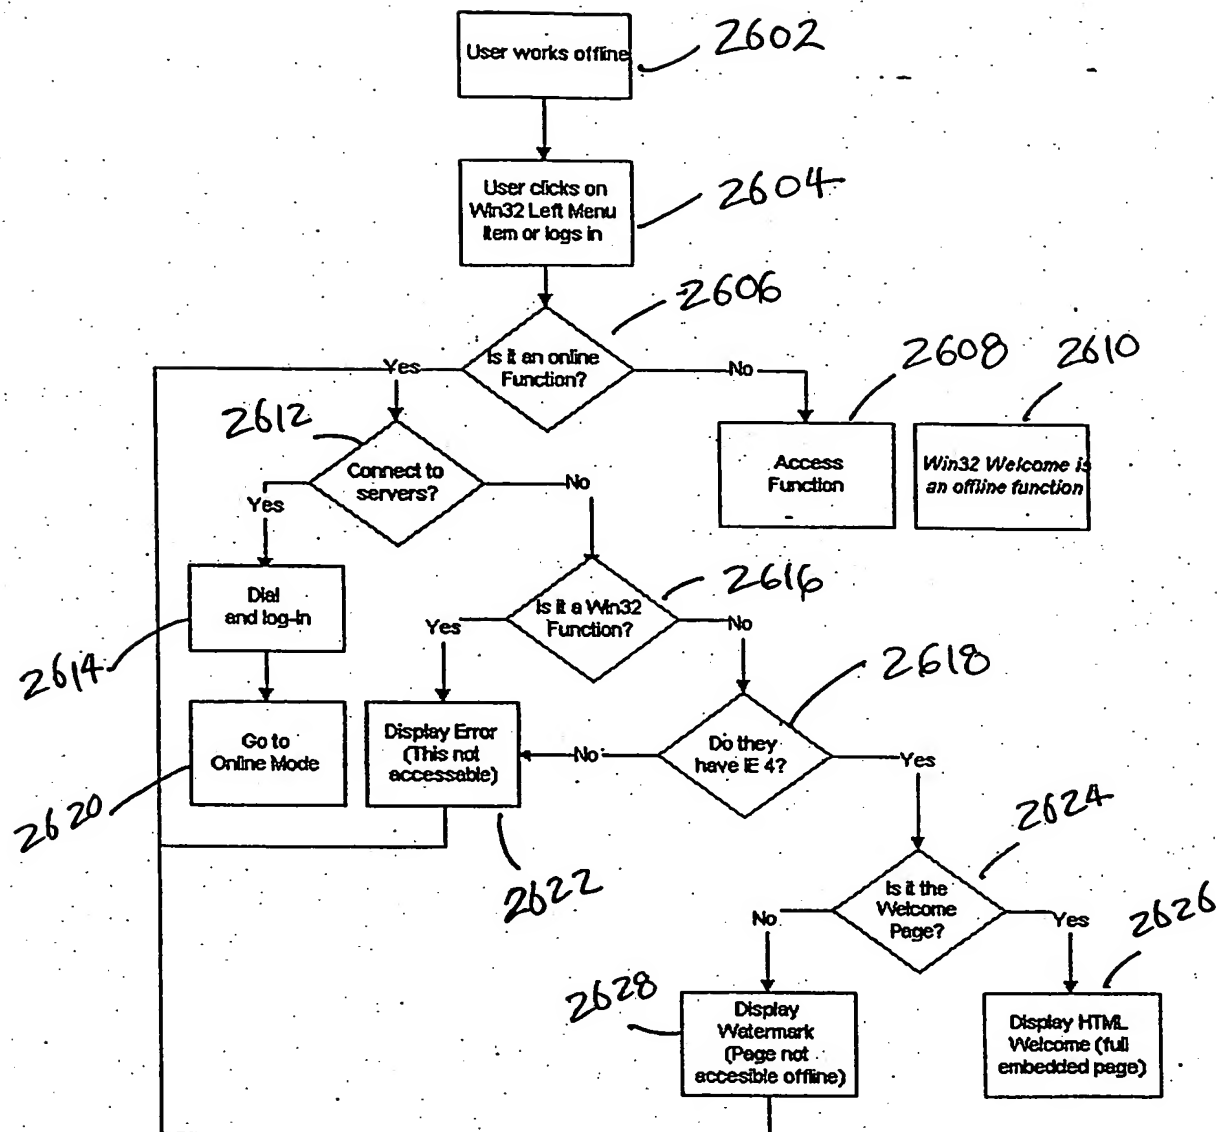 User works offline
2602
User clicks on
Win32 Left Menu
Item or logs in
2604
2606
Is it an online
Function?
Yes
No
2608
2610
2612
Connect to
servers?
Access
Function
Win32 Welcome is
an offline function
Yes
No
Dial
and log-in
2614
2616
Is it a Win32
Function?
Yes
No
2618
Go to
Online Mode
2620
Display Error
(This not
accessable)
2622
No
Do they
have IE 4?
Yes
2624
Is it the
Welcome
Page?
No
Yes
2626
2628
Display
Watermark
(Page not
accesible offline)
Display HTML
Welcome (full
embedded page)